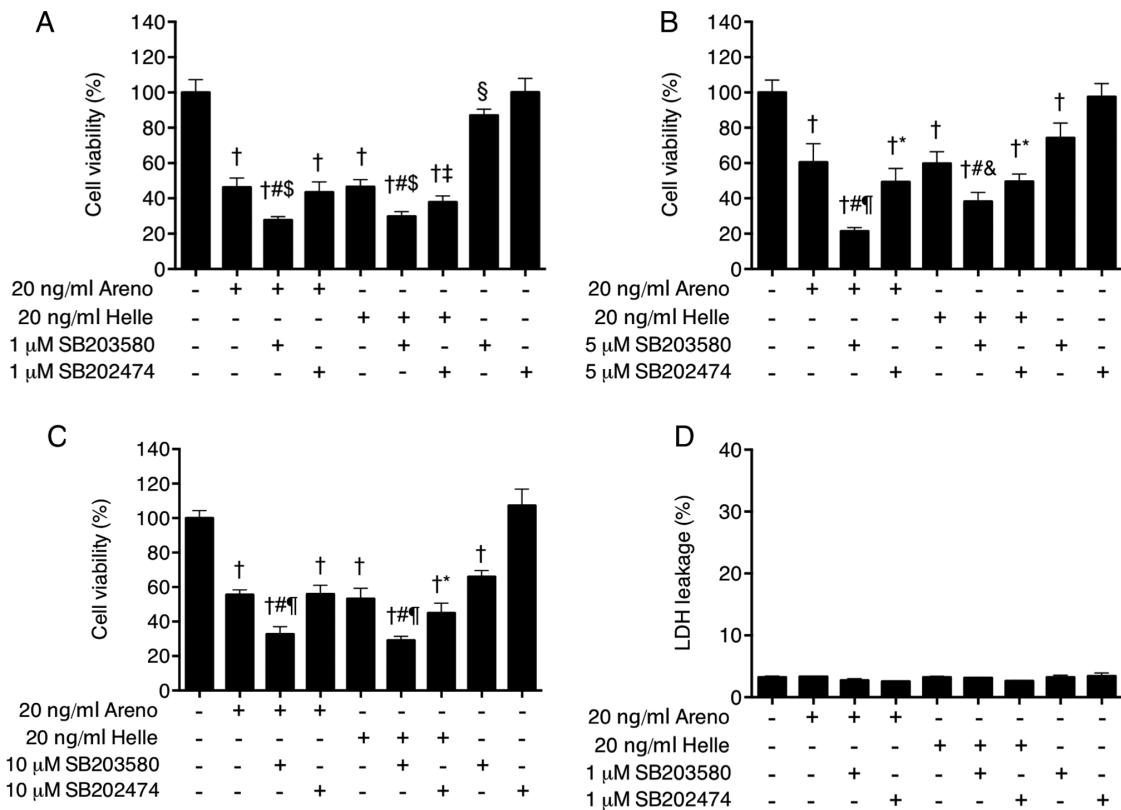 A
Cell viability (%)
140
120
100
80
60
40
20
0
† †#$ † † †#$ †‡ §
20 ng/ml Areno - + + + - - - - -
20 ng/ml Helle - - - - + + + - -
1 μM SB203580 - - + - - + - + -
1 μM SB202474 - - - + - - + - +
B
Cell viability (%)
140
120
100
80
60
40
20
0
† †#¶ †* † †#& †* †
20 ng/ml Areno - + + + - - - - -
20 ng/ml Helle - - - - + + + - -
5 μM SB203580 - - + - - + - + -
5 μM SB202474 - - - + - - + - +
C
Cell viability (%)
140
120
100
80
60
40
20
0
† †#¶ † † †#¶ †* †
20 ng/ml Areno - + + + - - - - -
20 ng/ml Helle - - - - + + + - -
10 μM SB203580 - - + - - + - + -
10 μM SB202474 - - - + - - + - +
D
LDH leakage (%)
40
30
20
10
0
20 ng/ml Areno - + + + - - - - -
20 ng/ml Helle - - - - + + + - -
1 μM SB203580 - - + - - + - + -
1 μM SB202474 - - - + - - + - +